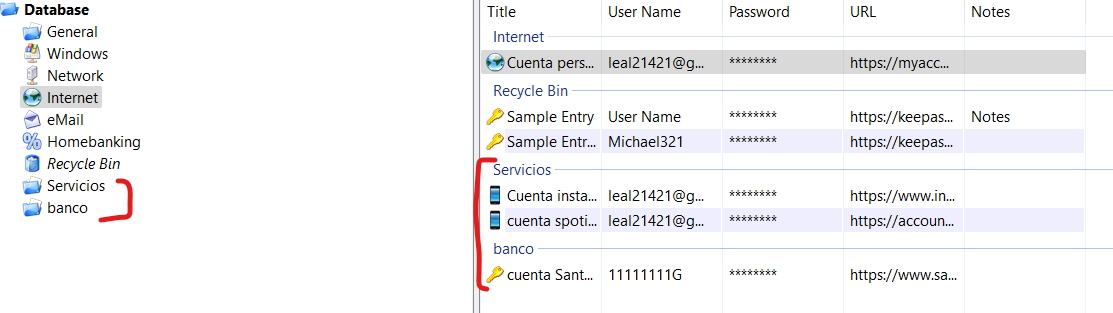 Database
General
Windows
Network
Internet
eMail
Homebanking
Recycle Bin
Servicios
banco
Title User Name Password URL Notes
Internet
Cuenta pers... leal21421@g... ******** https://myacc...
Recycle Bin
Sample Entry User Name ******** https://keepas... Notes
Sample Entr... Michael321 ******** https://keepas...
Servicios
Cuenta insta... leal21421@g... ******** https://www.in...
cuenta spoti... leal21421@g... ******** https://accoun...
banco
cuenta Sant... 11111111G ******** https://www.sa...